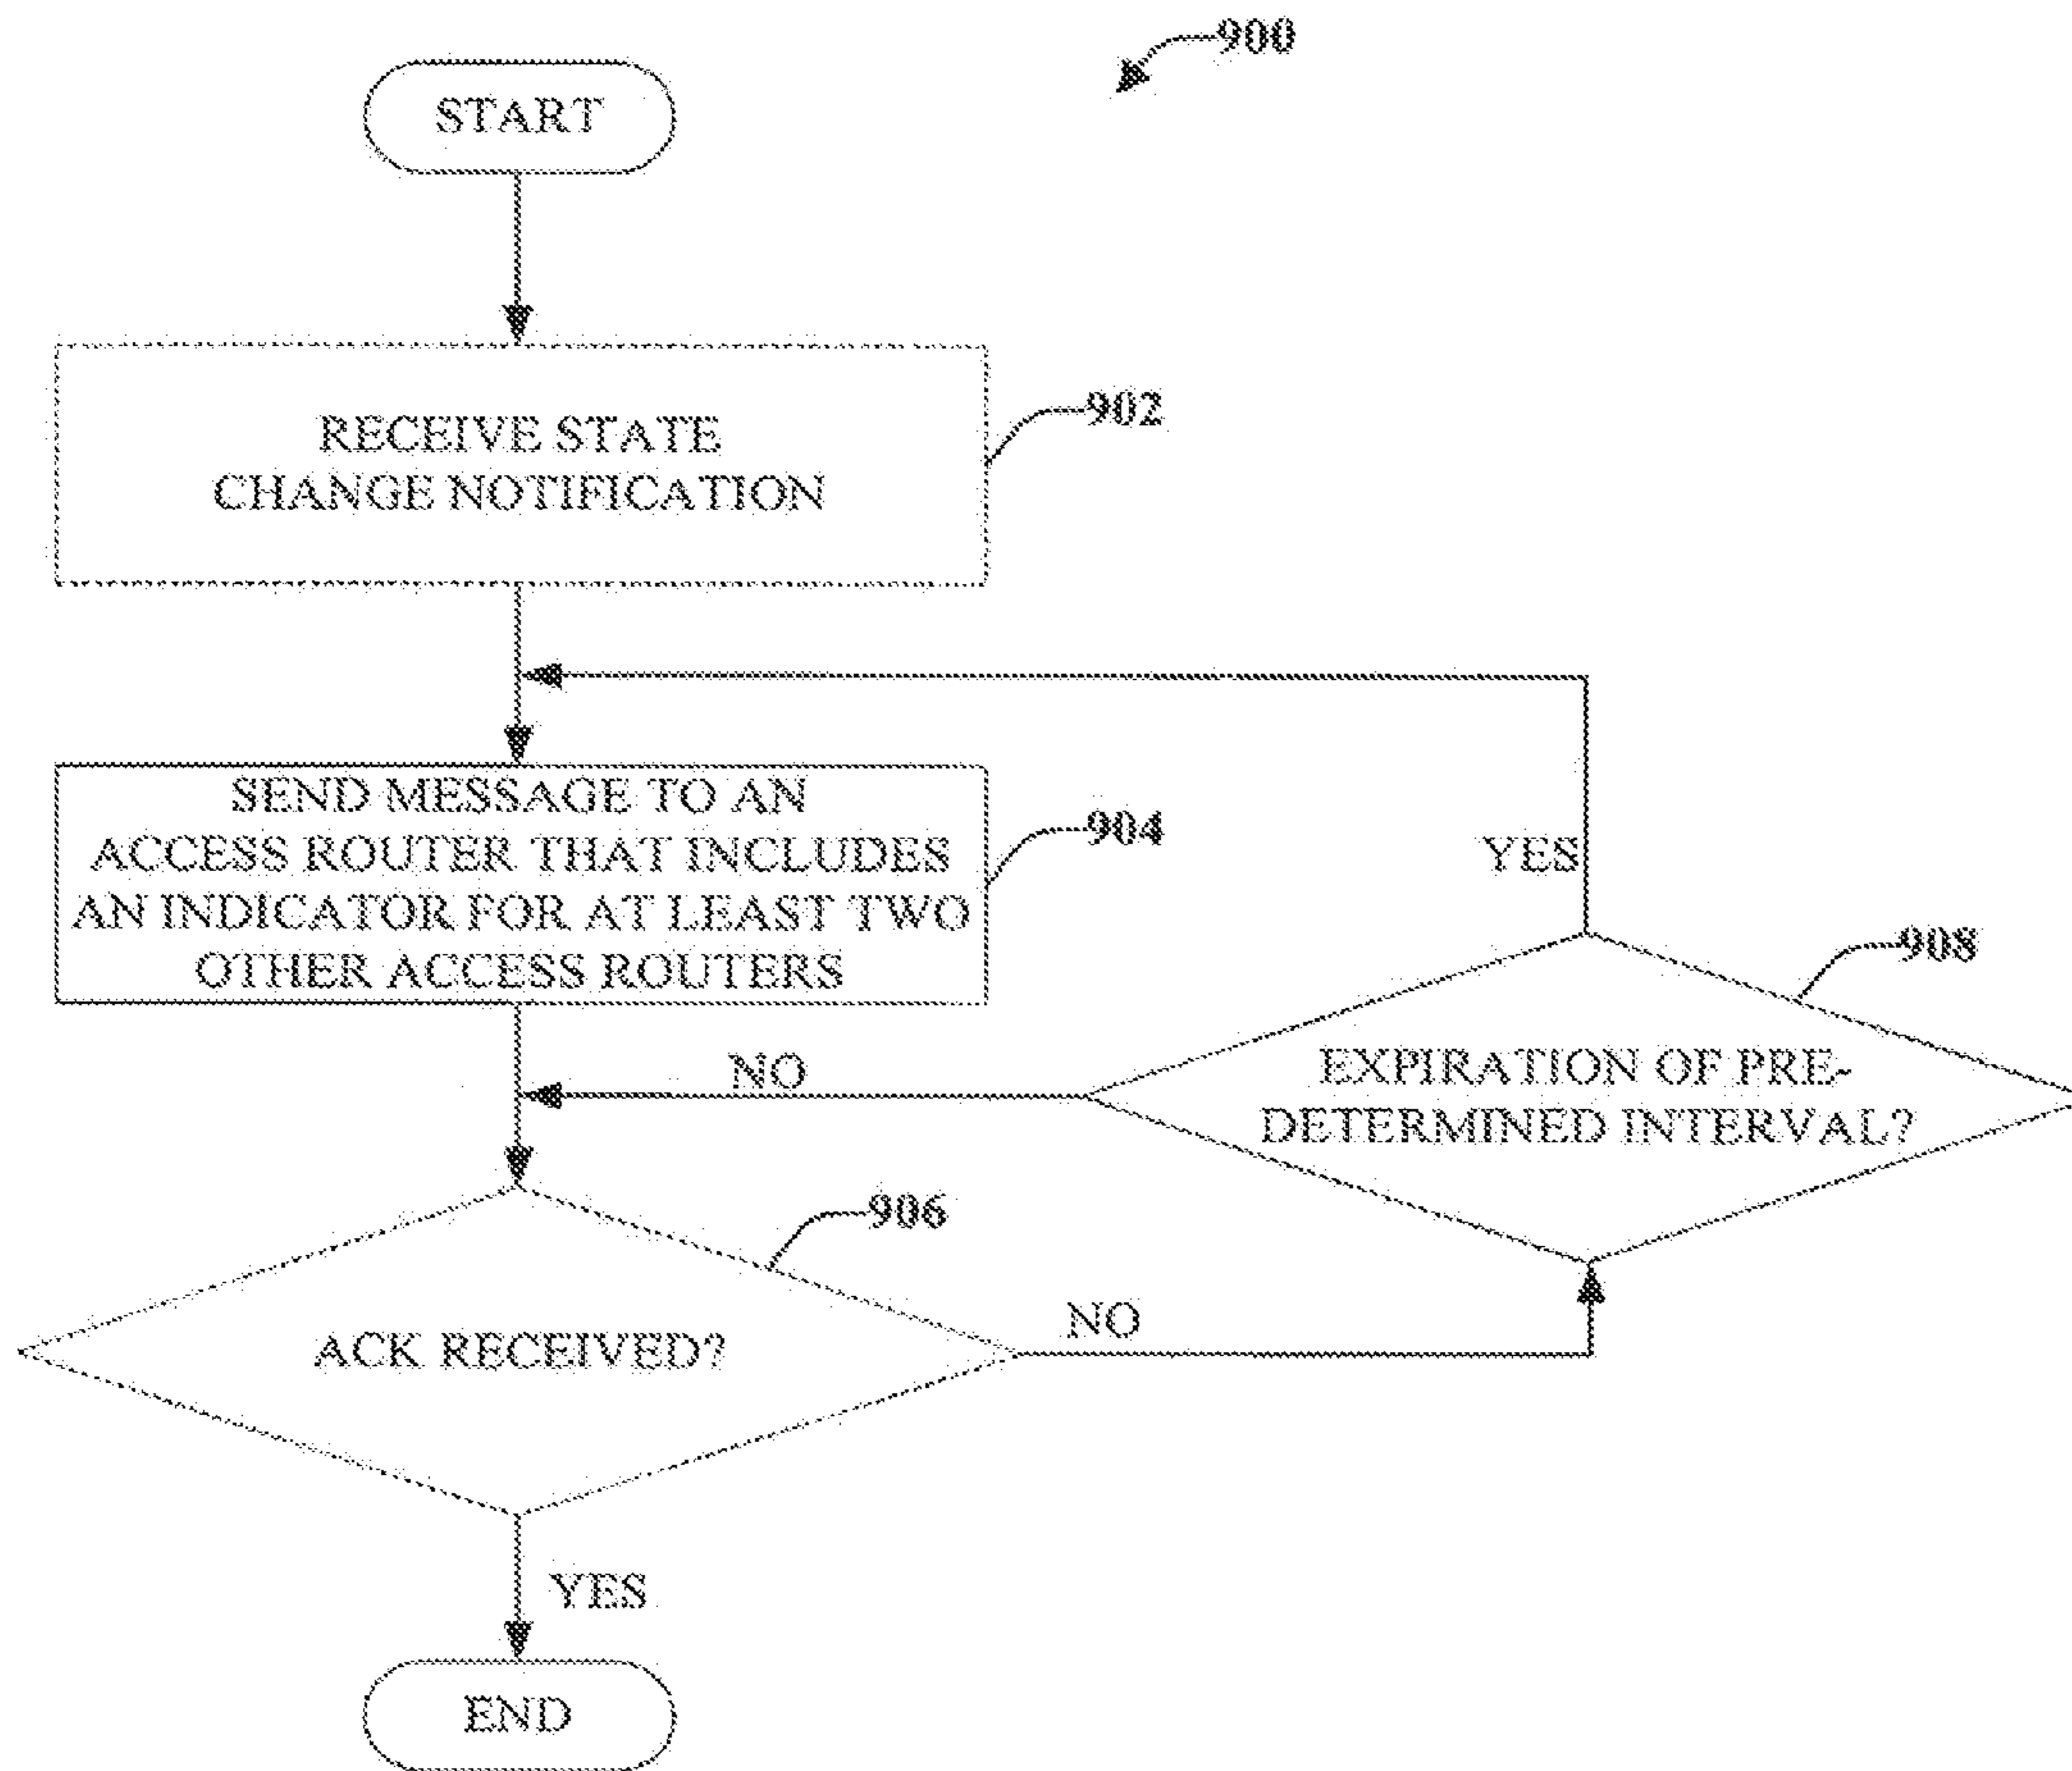 900
START
RECEIVE STATE
CHANGE NOTIFICATION
902
SEND MESSAGE TO AN
ACCESS ROUTER THAT INCLUDES
AN INDICATOR FOR AT LEAST TWO
OTHER ACCESS ROUTERS
904
YES
908
EXPIRATION OF PRE-
DETERMINED INTERVAL?
NO
906
ACK RECEIVED?
NO
YES
END